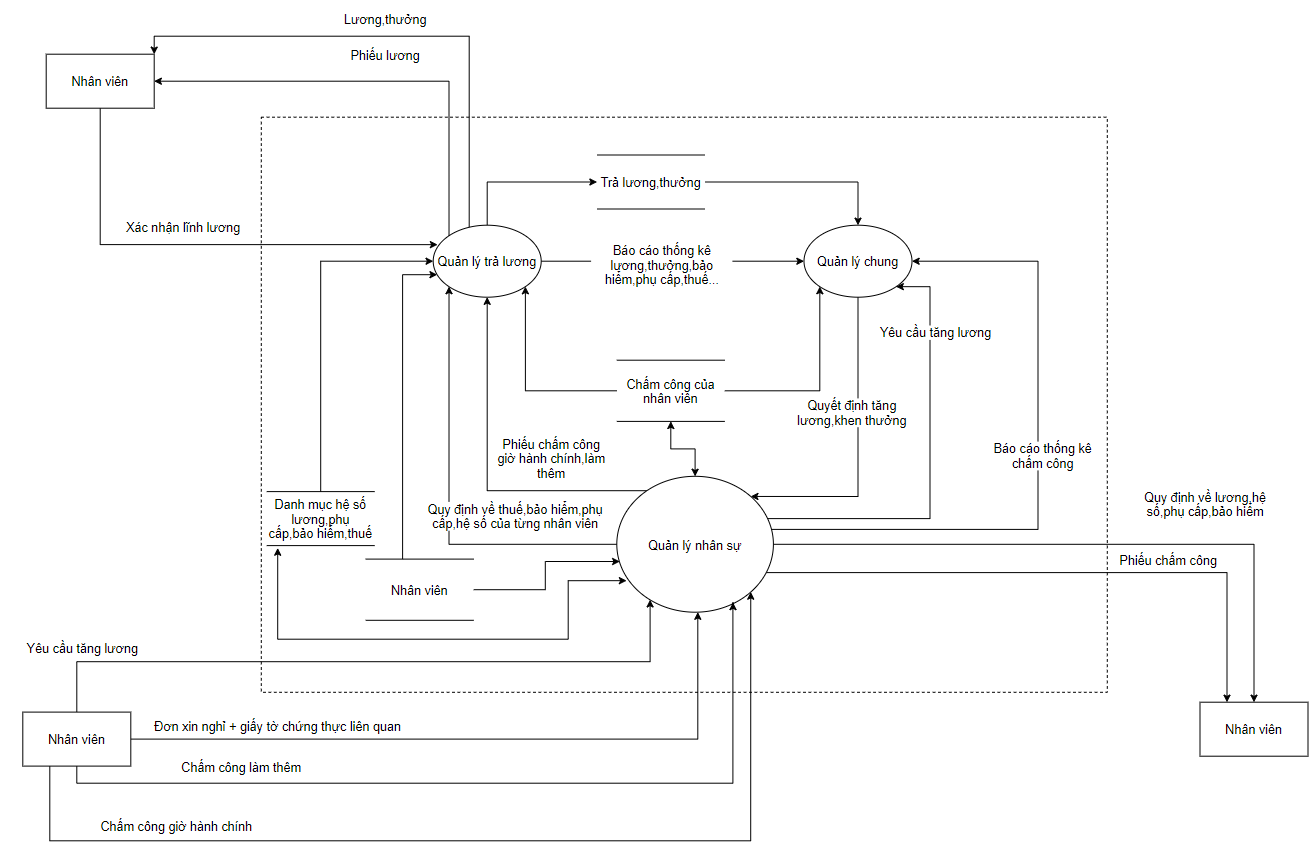 Lương,thưởng
Phiếu lương
Nhân viên
Trả lương,thưởng
Xác nhận lĩnh lương
Quản lý trả lương
Báo cáo thống kê
lương,thưởng,bảo
hiểm,phụ cấp,thuế...
Quản lý chung
Yêu cầu tăng lương
Chấm công của
nhân viên
Quyết định tăng
lương,khen thưởng
Phiếu chấm công
giờ hành chính,làm
thêm
Báo cáo thống kê
chấm công
Danh mục hệ số
lương,phụ
cấp,bảo hiểm,thuế
Quy định về thuế,bảo hiểm,phụ
cấp,hệ số của từng nhân viên
Quản lý nhân sự
Quy định về lương,hệ
số,phụ cấp,bảo hiểm
Phiếu chấm công
Nhân viên
Yêu cầu tăng lương
Nhân viên
Đơn xin nghỉ + giấy tờ chứng thực liên quan
Nhân viên
Chấm công làm thêm
Chấm công giờ hành chính